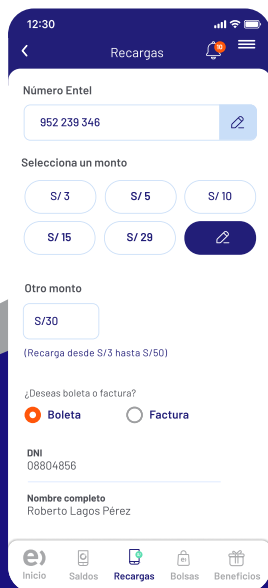 12:30
Recargas
10
Número Entel
952 239 346
Selecciona un monto
S/ 3
S/ 5
S/ 10
S/ 15
S/ 29
Otro monto
S/30
(Recarga desde S/3 hasta S/50)
¿Deseas boleta o factura?
Boleta
Factura
DNI
08804856
Nombre completo
Roberto Lagos Pérez
e)
Inicio
Saldos
Recargas
Bolsas
Beneficios